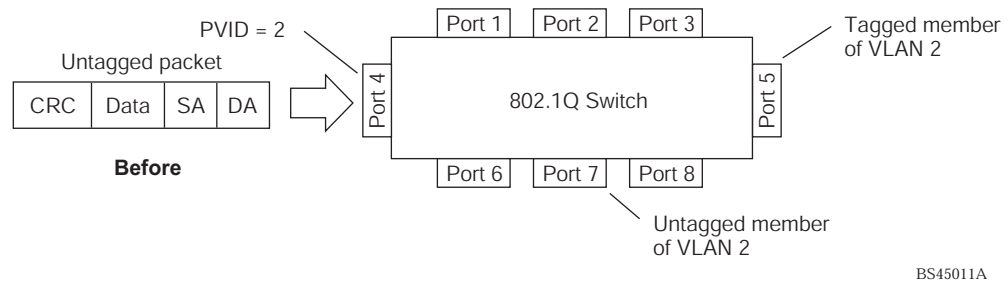 PVID = 2
Port 1
Port 2
Port 3
Tagged member
of VLAN 2
Untagged packet
CRC
Data
SA
DA
Port 4
802.1Q Switch
Port 5
Before
Port 6
Port 7
Port 8
Untagged member
of VLAN 2
BS45011A